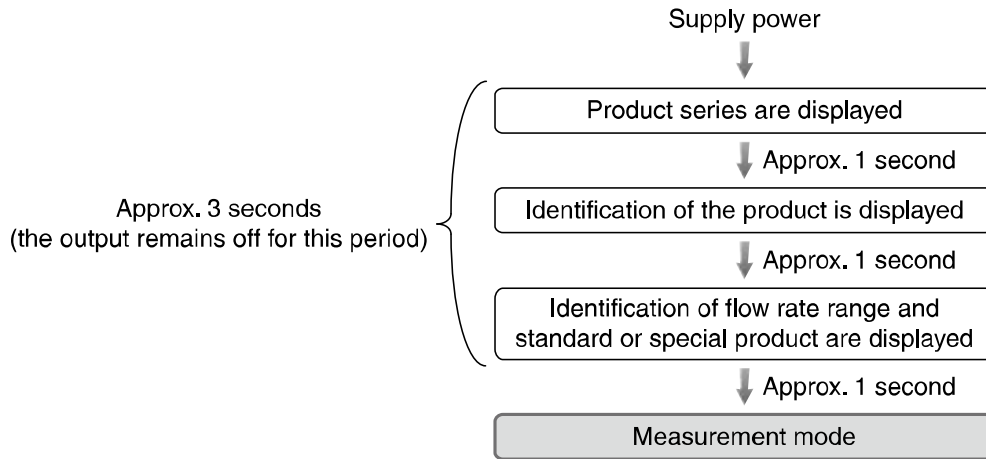 Supply power
Product series are displayed
Approx. 1 second
Approx. 3 seconds
(the output remains off for this period)
Identification of the product is displayed
Approx. 1 second
Identification of flow rate range and
standard or special product are displayed
Approx. 1 second
Measurement mode